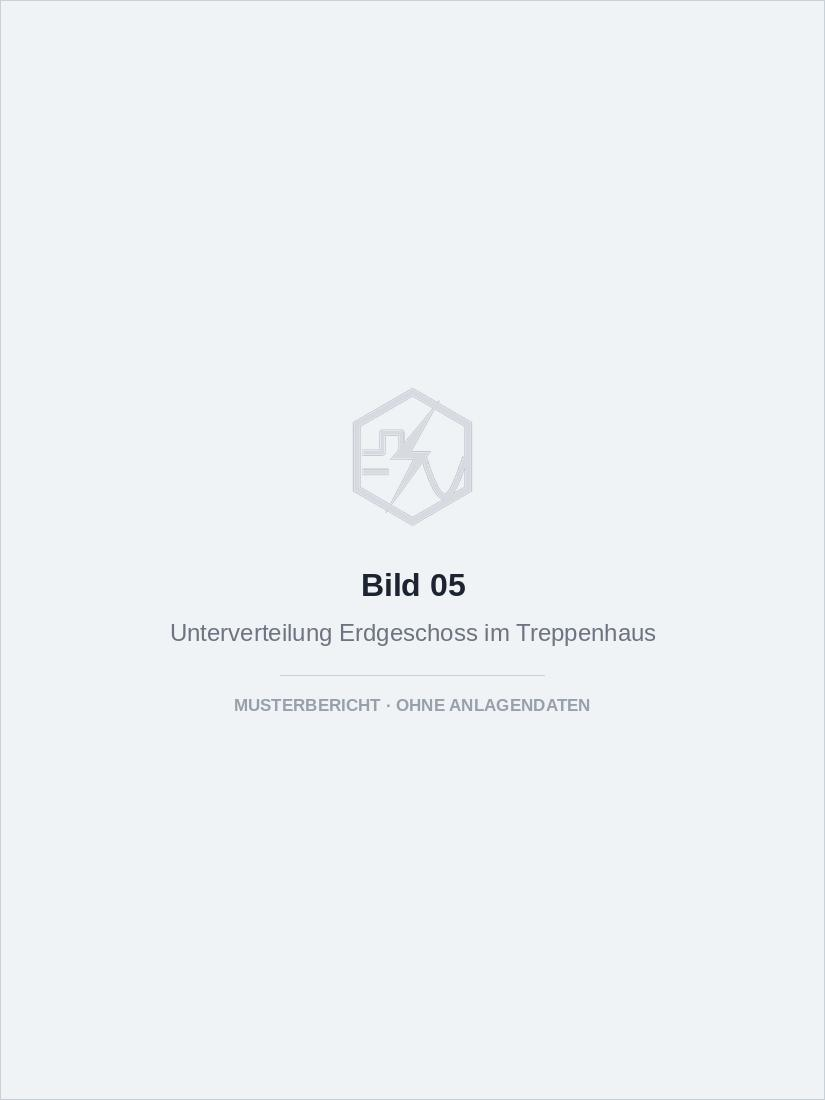 Bild 05
Unterverteilung Erdgeschoss im Treppenhaus
MUSTERBERICHT · OHNE ANLAGENDATEN